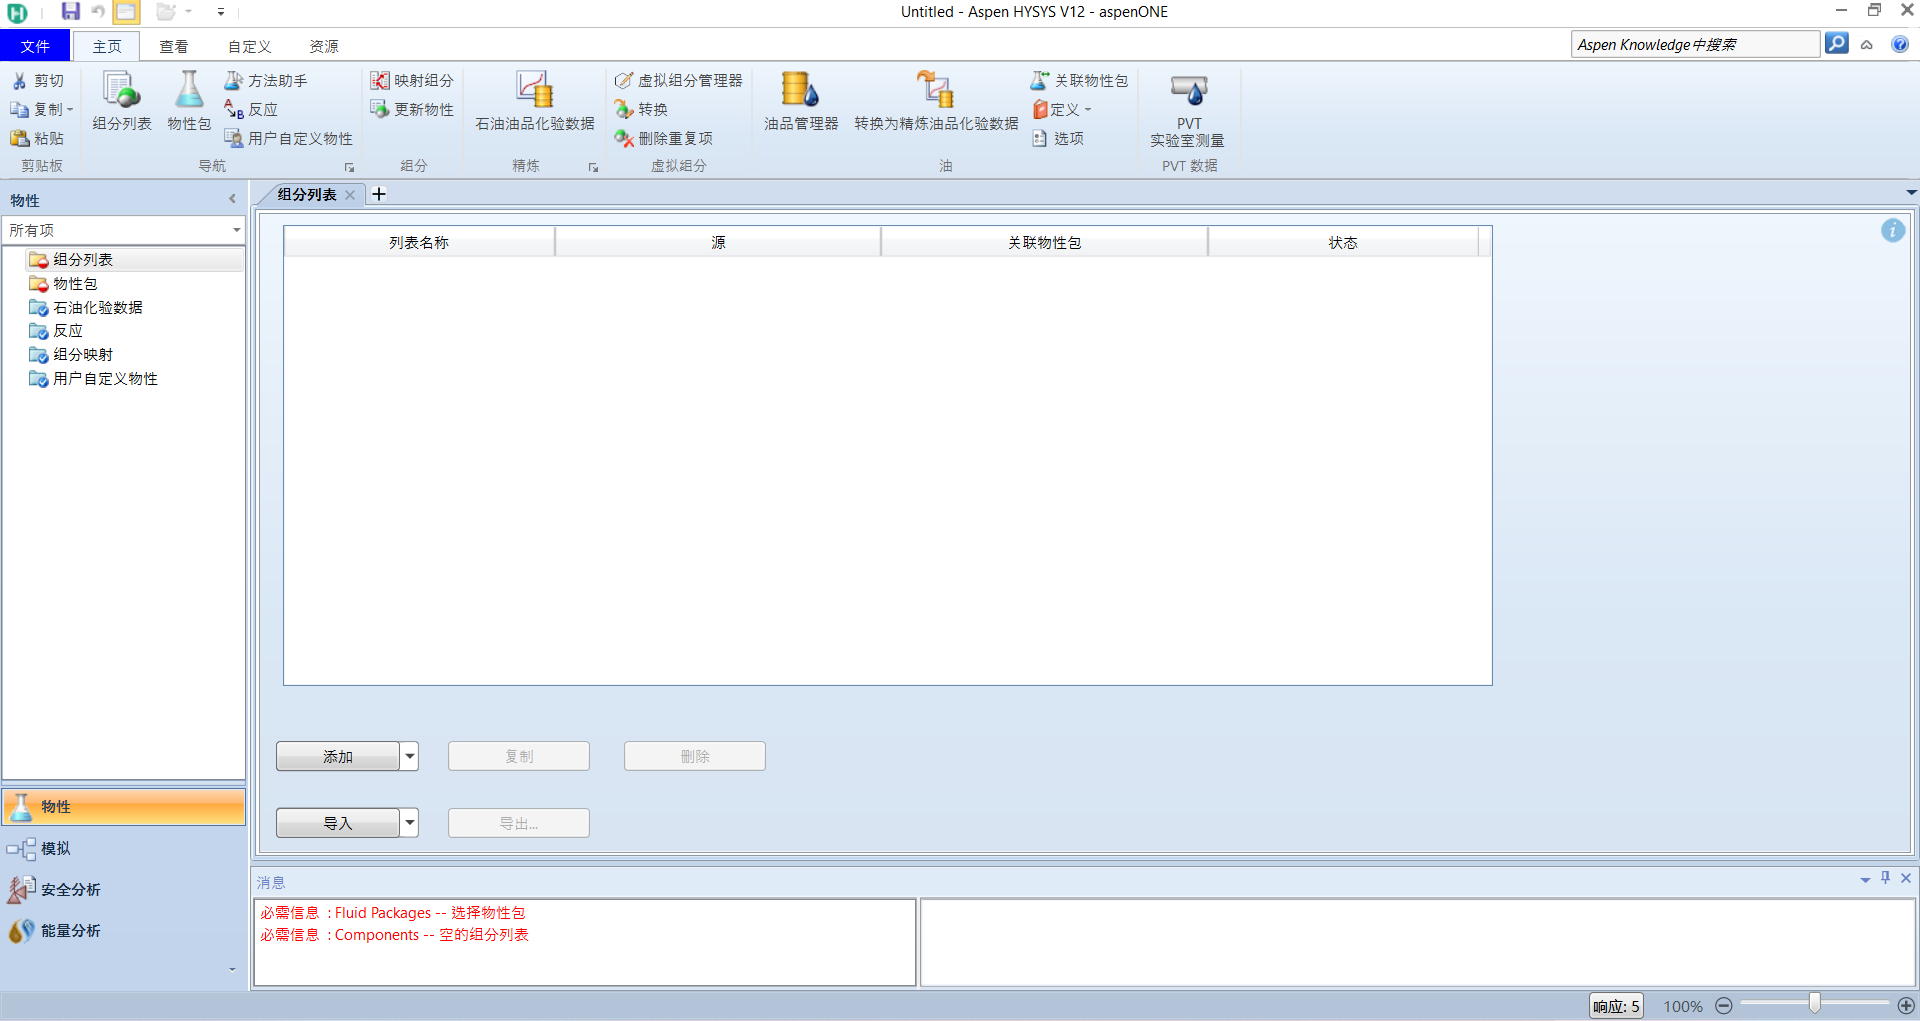 Untitled - Aspen HYSYS V12 - aspenONE
文件 主页 查看 自定义 资源
Aspen Knowledge中搜索
剪切
复制
粘贴
剪贴板
组分列表
物性包
方法助手
反应
用户自定义物性
导航
映射组分
更新物性
组分
石油油品化验数据
精炼
虚拟组分管理器
转换
删除重复项
虚拟组分
油品管理器
转换为精炼油品化验数据
关联物性包
定义
选项
油
PVT
实验室测量
PVT 数据
物性
所有项
组分列表
物性包
石油化验数据
反应
组分映射
用户自定义物性
物性
模拟
安全分析
能量分析
组分列表
列表名称 源 关联物性包 状态
添加 复制 删除
导入 导出...
消息
必需信息 : Fluid Packages -- 选择物性包
必需信息 : Components -- 空的组分列表
响应: 5 100%